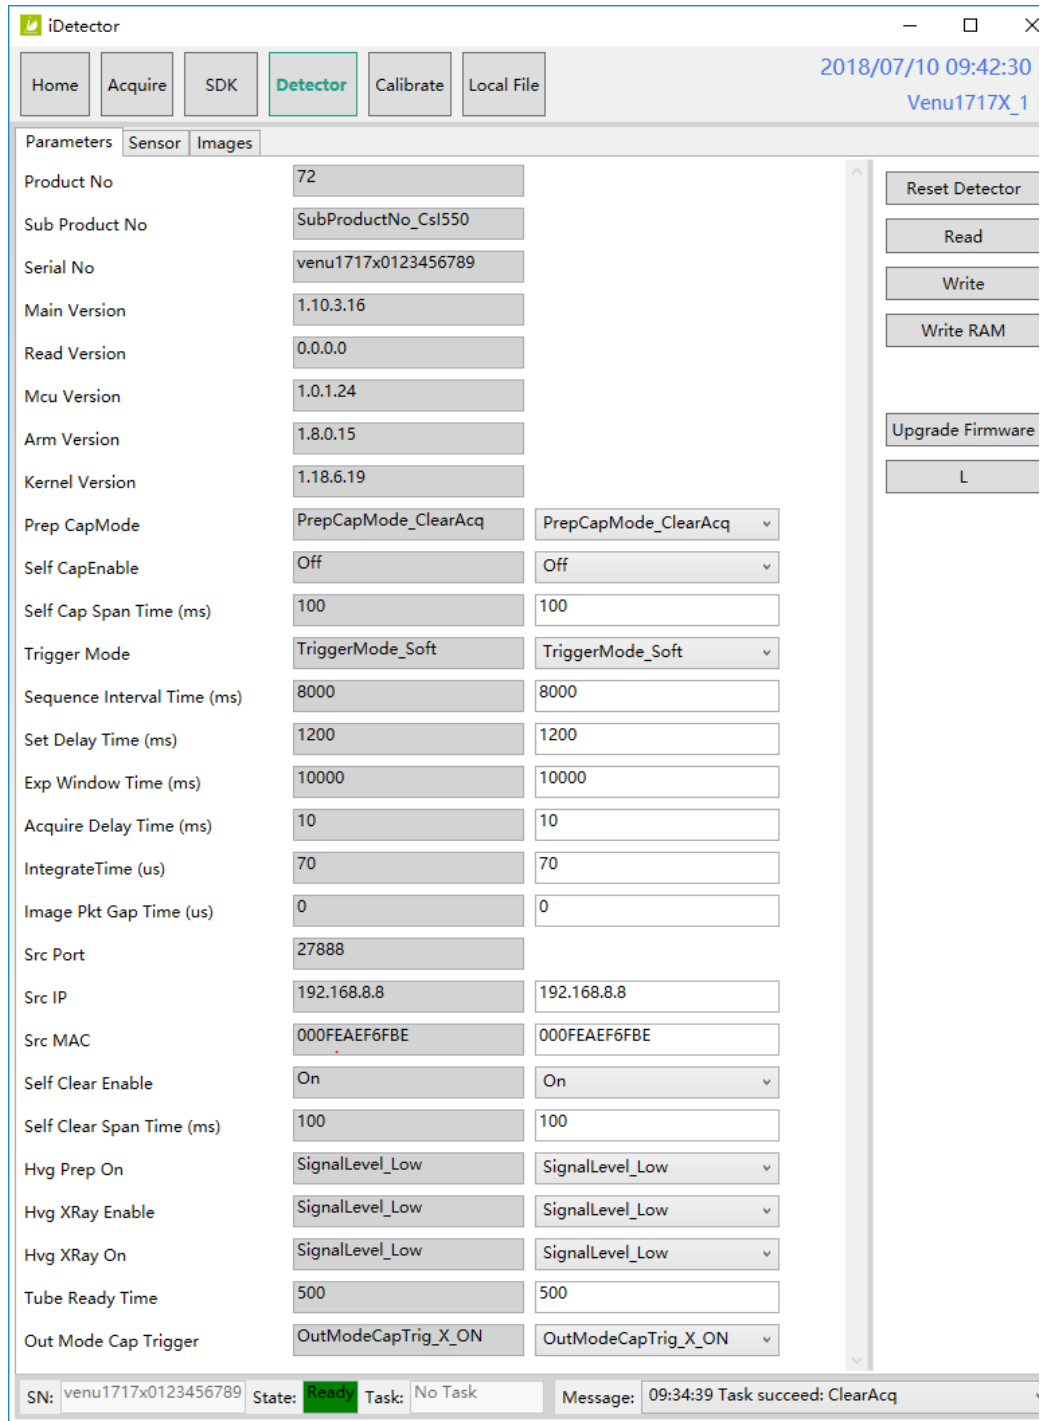 iDetector
Home Acquire SDK Detector Calibrate Local File
2018/07/10 09:42:30
Venu1717X_1
Parameters Sensor Images
Product No 72
Reset Detector
Sub Product No SubProductNo_CsI550
Read
Serial No venu1717x0123456789
Write
Main Version 1.10.3.16
Write RAM
Read Version 0.0.0.0
Mcu Version 1.0.1.24
Arm Version 1.8.0.15
Upgrade Firmware
Kernel Version 1.18.6.19
L
Prep CapMode PrepCapMode_ClearAcq PrepCapMode_ClearAcq
Self CapEnable Off Off
Self Cap Span Time (ms) 100 100
Trigger Mode TriggerMode_Soft TriggerMode_Soft
Sequence Interval Time (ms) 8000 8000
Set Delay Time (ms) 1200 1200
Exp Window Time (ms) 10000 10000
Acquire Delay Time (ms) 10 10
IntegrateTime (us) 70 70
Image Pkt Gap Time (us) 0 0
Src Port 27888
Src IP 192.168.8.8 192.168.8.8
Src MAC 000FEAEF6FBE 000FEAEF6FBE
Self Clear Enable On On
Self Clear Span Time (ms) 100 100
Hvg Prep On SignalLevel_Low SignalLevel_Low
Hvg XRay Enable SignalLevel_Low SignalLevel_Low
Hvg XRay On SignalLevel_Low SignalLevel_Low
Tube Ready Time 500 500
Out Mode Cap Trigger OutModeCapTrig_X_ON OutModeCapTrig_X_ON
SN: venu1717x0123456789 State: Ready Task: No Task Message: 09:34:39 Task succeed: ClearAcq